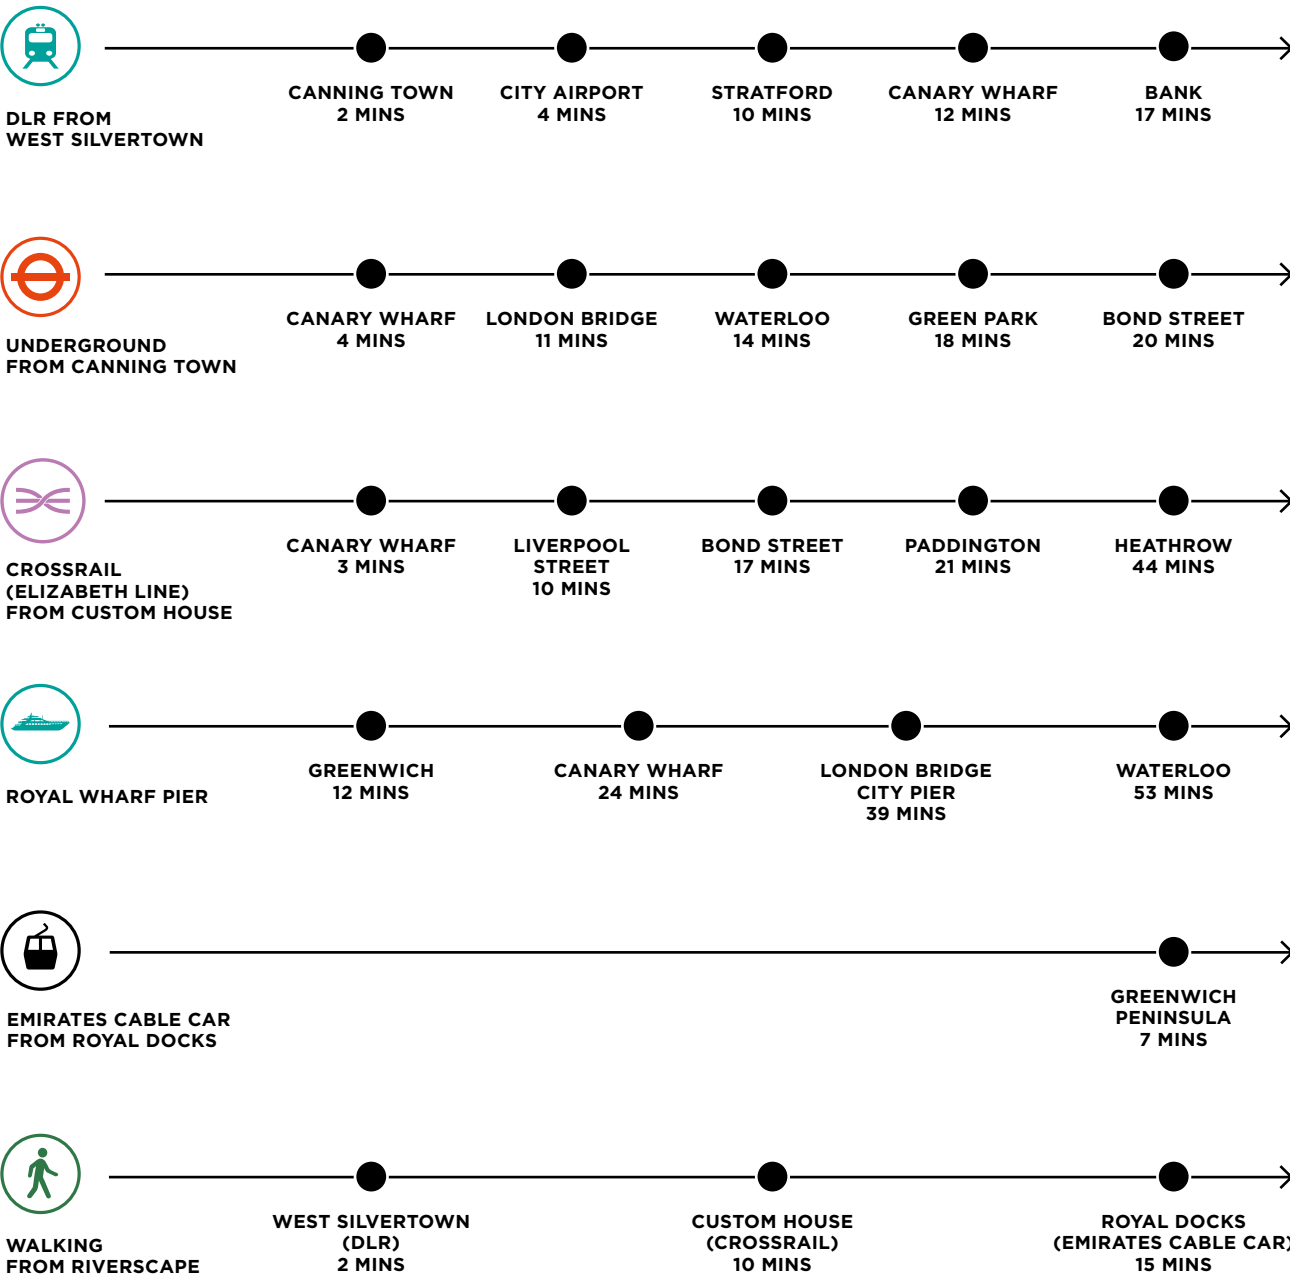 DLR FROM
WEST SILVERTOWN
CANNING TOWN
2 MINS
CITY AIRPORT
4 MINS
STRATFORD
10 MINS
CANARY WHARF
12 MINS
BANK
17 MINS
UNDERGROUND
FROM CANNING TOWN
CANARY WHARF
4 MINS
LONDON BRIDGE
11 MINS
WATERLOO
14 MINS
GREEN PARK
18 MINS
BOND STREET
20 MINS
CROSSRAIL
(ELIZABETH LINE)
FROM CUSTOM HOUSE
CANARY WHARF
3 MINS
LIVERPOOL
STREET
10 MINS
BOND STREET
17 MINS
PADDINGTON
21 MINS
HEATHROW
44 MINS
ROYAL WHARF PIER
GREENWICH
12 MINS
CANARY WHARF
24 MINS
LONDON BRIDGE
CITY PIER
39 MINS
WATERLOO
53 MINS
EMIRATES CABLE CAR
FROM ROYAL DOCKS
GREENWICH
PENINSULA
7 MINS
WALKING
FROM RIVERSCAPE
WEST SILVERTOWN
(DLR)
2 MINS
CUSTOM HOUSE
(CROSSRAIL)
10 MINS
ROYAL DOCKS
(EMIRATES CABLE CAR)
15 MINS